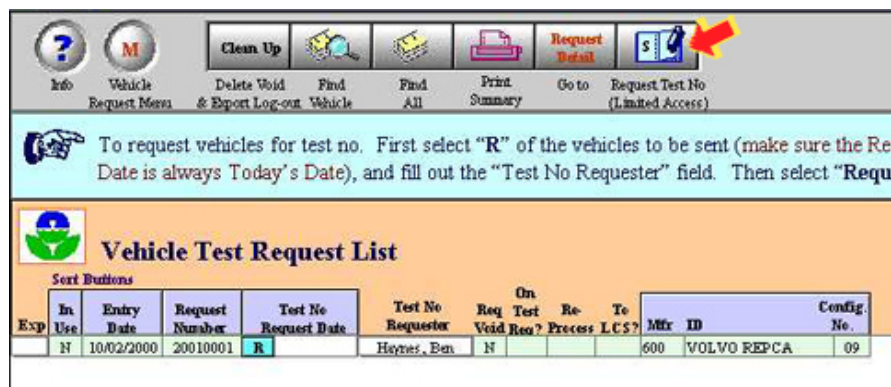 ?
M
Clean Up
Request
Detail
S
Info
Vehicle
Request Menu
Delete Void
& Export Log-out
Find
Vehicle
Find
All
Print
Summary
Go to
Request Test No
(Limited Access)
To request vehicles for test no. First select “R” of the vehicles to be sent (make sure the Re
Date is always Today’s Date), and fill out the “Test No Requester” field. Then select “Requ
Vehicle Test Request List
Sort Buttons
Exp
In
Use
Entry
Date
Request
Number
Test No
Request Date
Test No
Requester
Req
Void
On
Test
Req?
Re-
Process
To
LCS?
Mfr
ID
Config.
No.
N 10/02/2000 20010001 R Haynes, Ben N 600 VOLVO REPCA 09